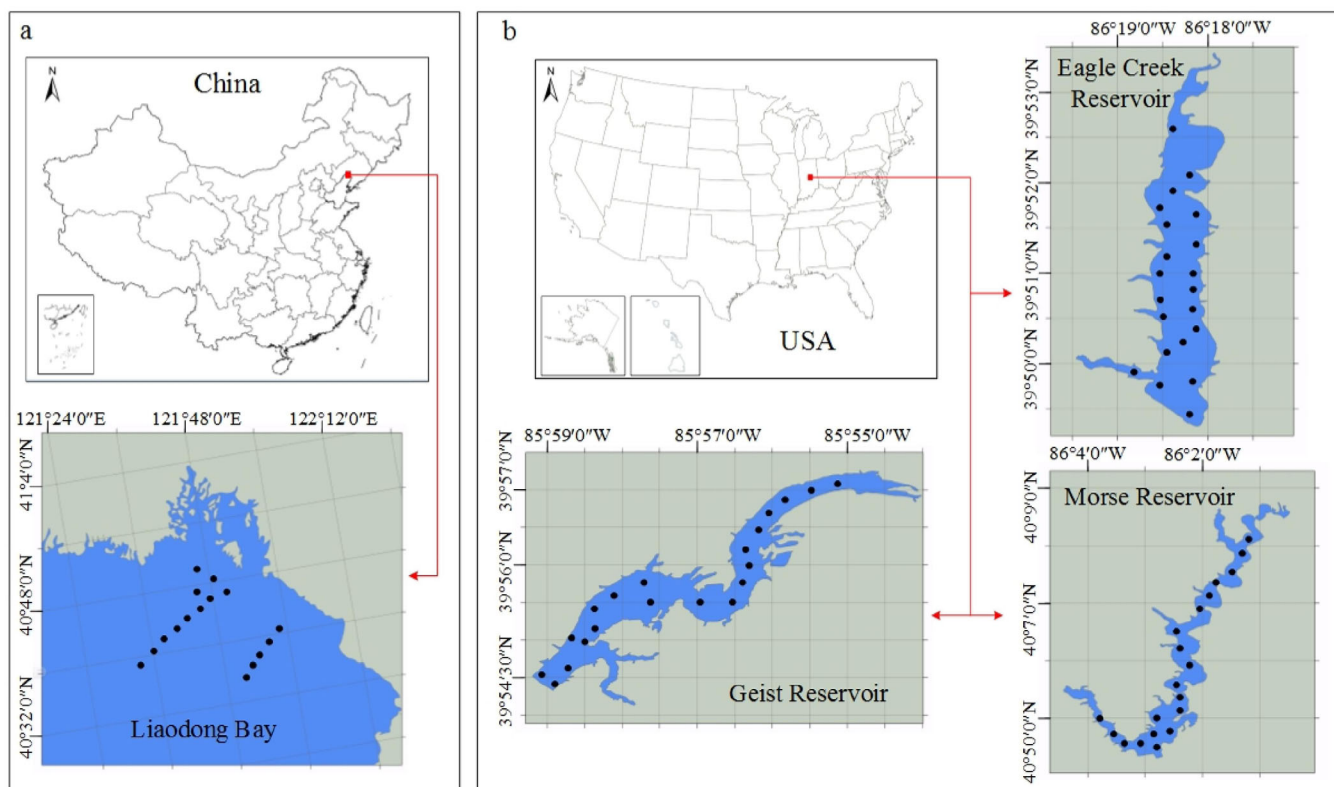 a
N
China
121°24′0″E
121°48′0″E
122°12′0″E
41°4′0″N
40°48′0″N
40°32′0″N
Liaodong Bay
b
N
USA
85°59′0″W
85°57′0″W
85°55′0″W
39°57′0″N
39°56′0″N
39°54′30″N
Geist Reservoir
86°19′0″W
86°18′0″W
Eagle Creek
Reservoir
39°53′0″N
39°52′0″N
39°51′0″N
39°50′0″N
86°4′0″W
86°2′0″W
Morse Reservoir
40°9′0″N
40°7′0″N
40°50′0″N